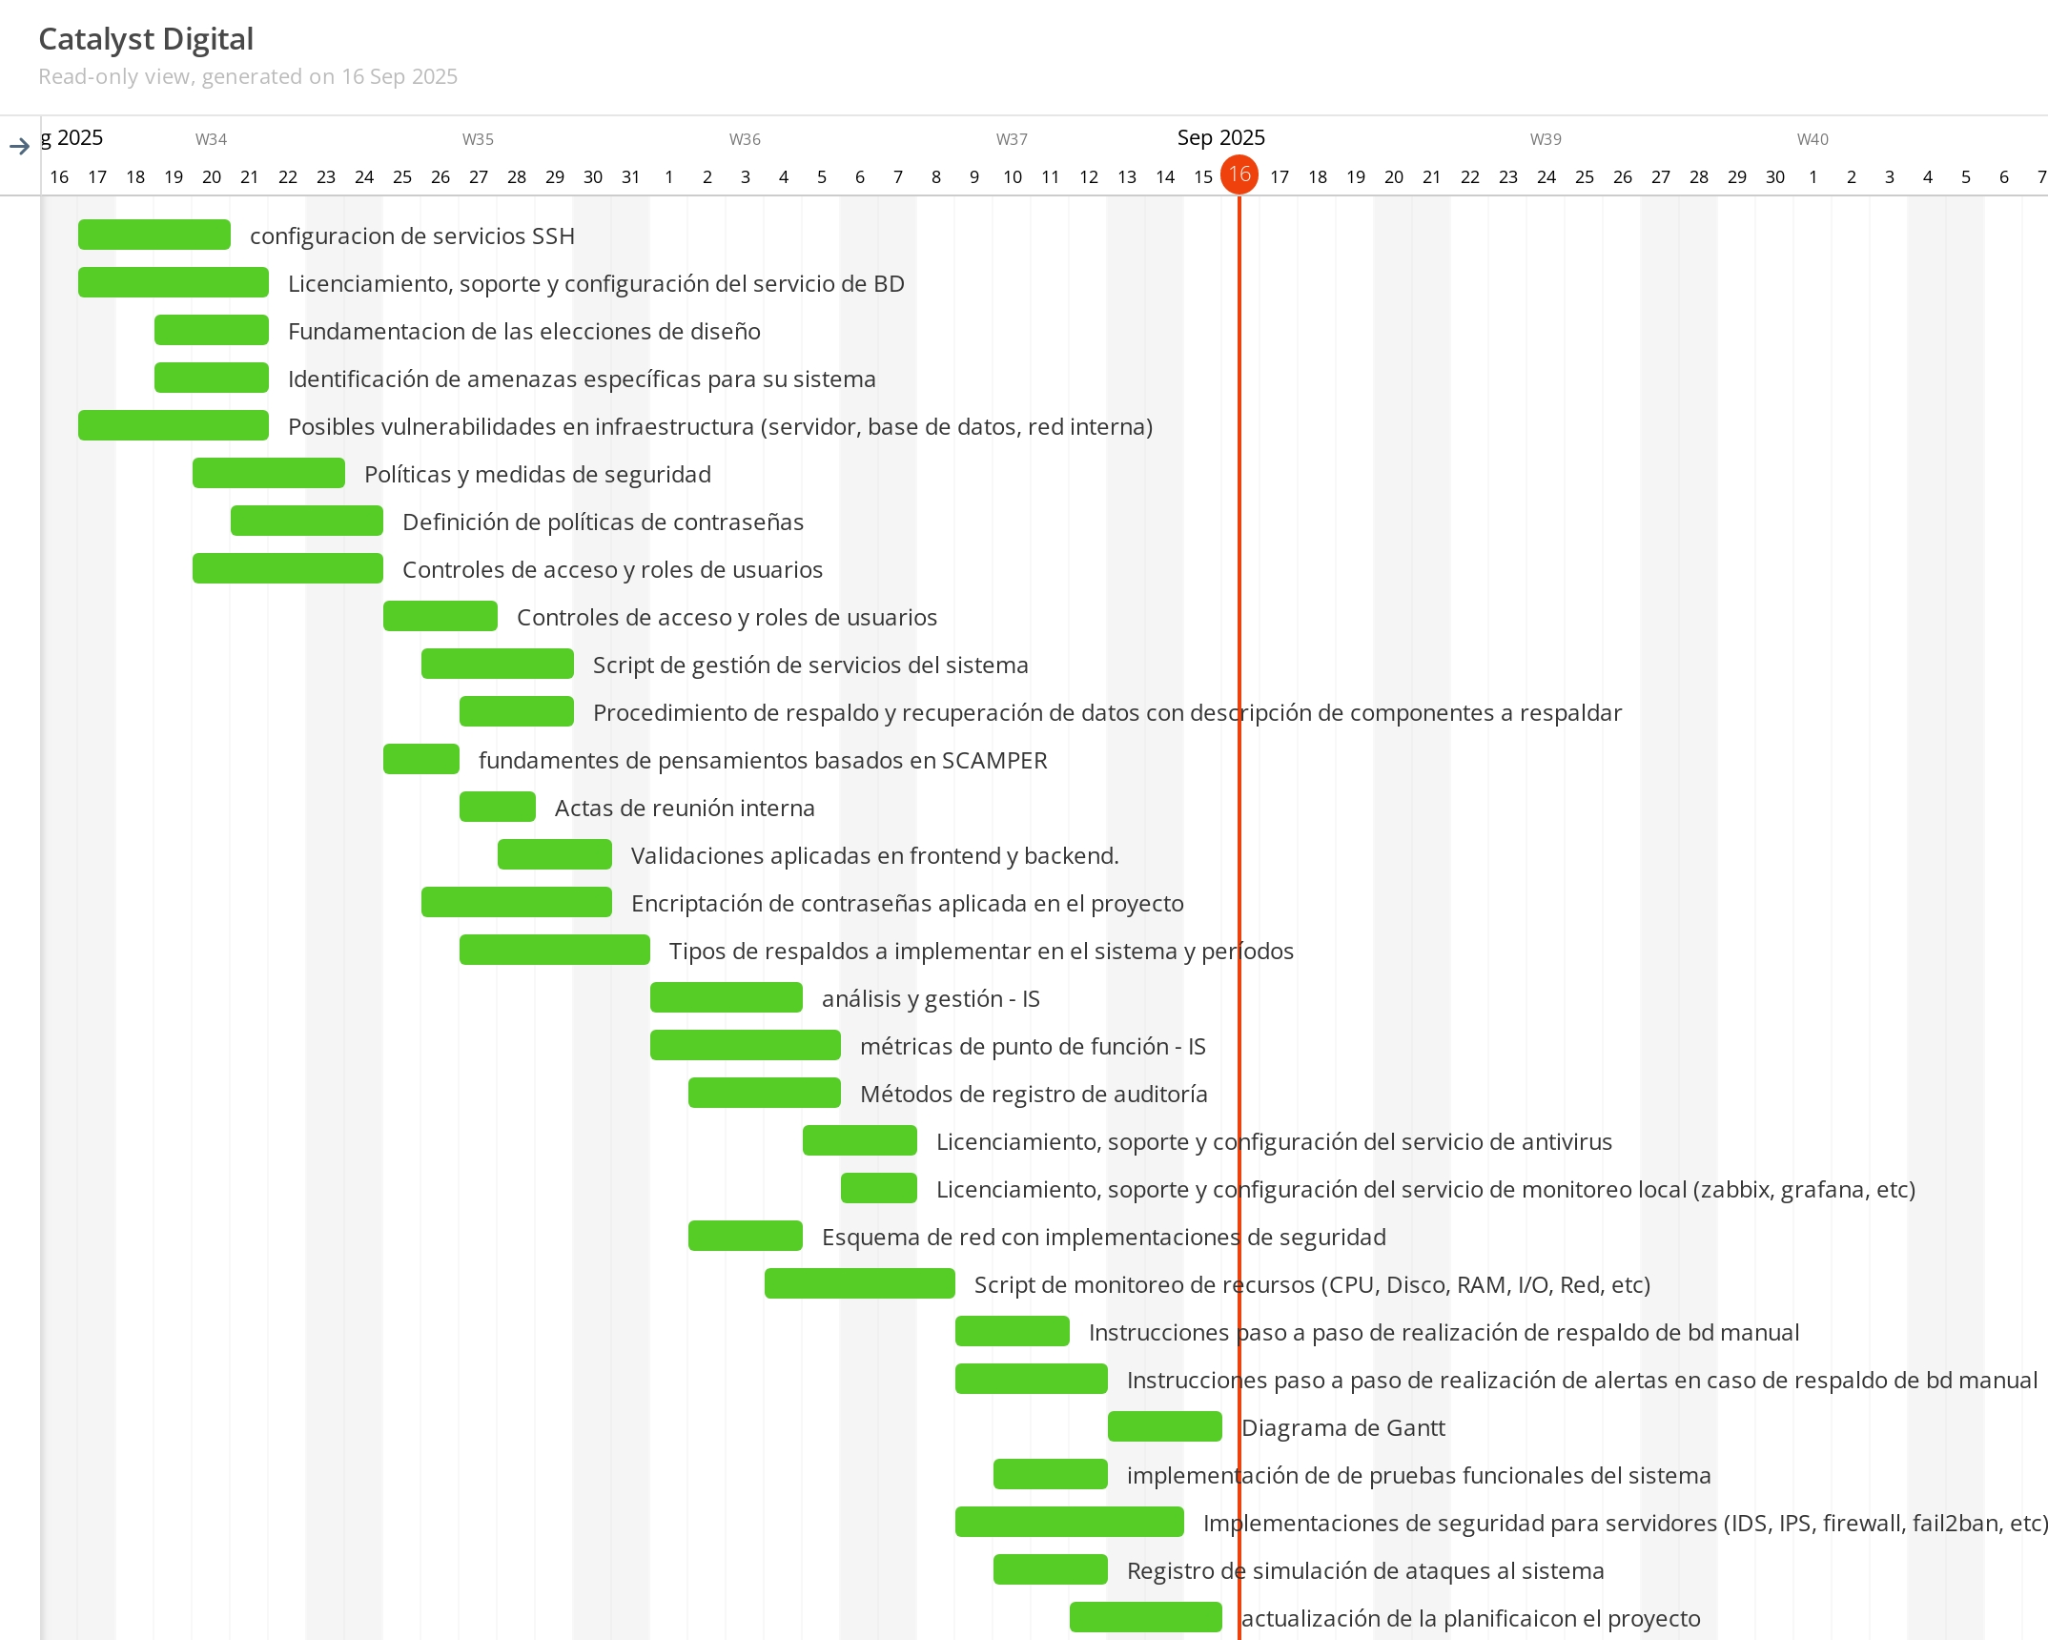 Catalyst Digital
Read-only view, generated on 16 Sep 2025
g 2025 W34 W35 W36 W37 Sep 2025 W39 W40
16 17 18 19 20 21 22 23 24 25 26 27 28 29 30 31 1 2 3 4 5 6 7 8 9 10 11 12 13 14 15 16 17 18 19 20 21 22 23 24 25 26 27 28 29 30 1 2 3 4 5 6 7
configuracion de servicios SSH
Licenciamiento, soporte y configuración del servicio de BD
Fundamentacion de las elecciones de diseño
Identificación de amenazas específicas para su sistema
Posibles vulnerabilidades en infraestructura (servidor, base de datos, red interna)
Políticas y medidas de seguridad
Definición de políticas de contraseñas
Controles de acceso y roles de usuarios
Controles de acceso y roles de usuarios
Script de gestión de servicios del sistema
Procedimiento de respaldo y recuperación de datos con descripción de componentes a respaldar
fundamentes de pensamientos basados en SCAMPER
Actas de reunión interna
Validaciones aplicadas en frontend y backend.
Encriptación de contraseñas aplicada en el proyecto
Tipos de respaldos a implementar en el sistema y períodos
análisis y gestión - IS
métricas de punto de función - IS
Métodos de registro de auditoría
Licenciamiento, soporte y configuración del servicio de antivirus
Licenciamiento, soporte y configuración del servicio de monitoreo local (zabbix, grafana, etc)
Esquema de red con implementaciones de seguridad
Script de monitoreo de recursos (CPU, Disco, RAM, I/O, Red, etc)
Instrucciones paso a paso de realización de respaldo de bd manual
Instrucciones paso a paso de realización de alertas en caso de respaldo de bd manual
Diagrama de Gantt
implementación de de pruebas funcionales del sistema
Implementaciones de seguridad para servidores (IDS, IPS, firewall, fail2ban, etc)
Registro de simulación de ataques al sistema
actualización de la planificaicon el proyecto